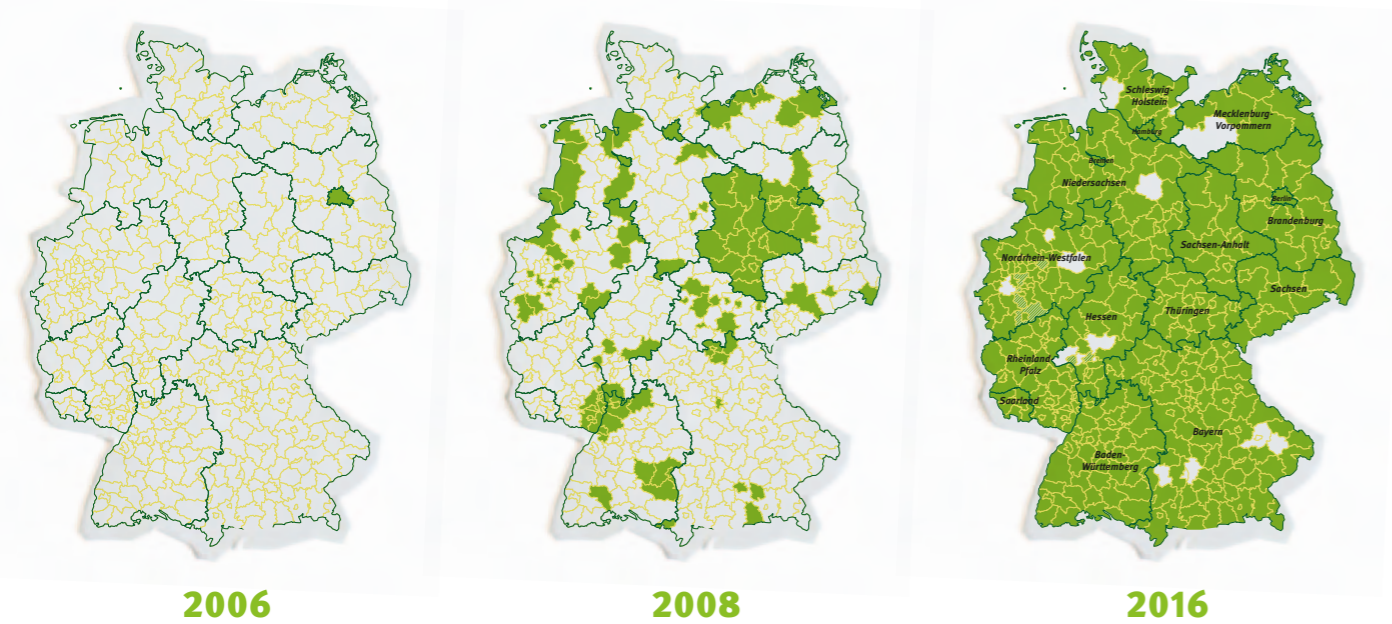 Schleswig-
Holstein
Mecklenburg-
Vorpommern
Hamburg
Bremen
Niedersachsen
Berlin
Brandenburg
Sachsen-Anhalt
Nordrhein-Westfalen
Sachsen
Thüringen
Hessen
Rheinland
Pfalz
Saarland
Bayern
Baden-
Württemberg
2006
2008
2016